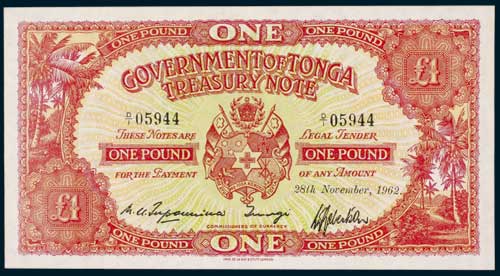 ONE
ONE POUND ONE POUND
GOVERNMENT OF TONGA
TREASURY NOTE
£1
D/1 05944 D/1 05944
THESE NOTES ARE LEGAL TENDER
ONE POUND ONE POUND
FOR THE PAYMENT OF ANY AMOUNT
28th November, 1962.
£1
COMMISSIONERS OF CURRENCY
ONE POUND ONE POUND
ONE